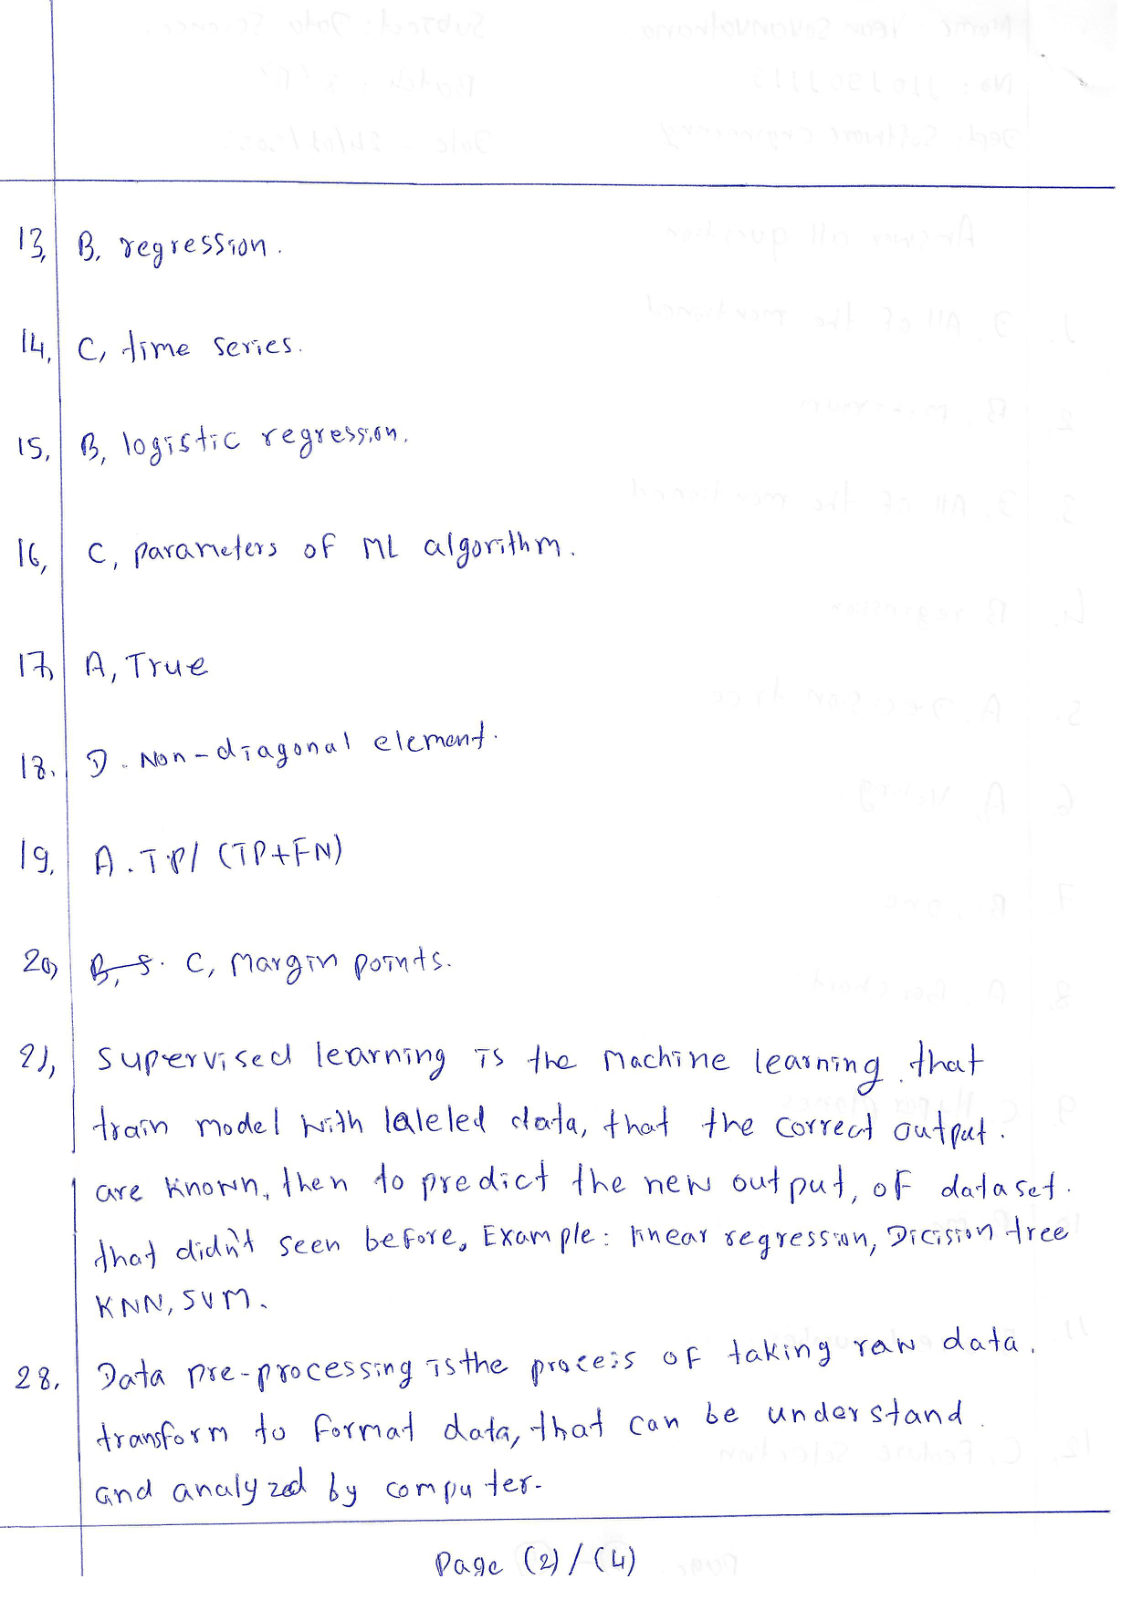 13, B, regression.
14, C, time series.
15, B, logistic regression.
16, C, parameters of ML algorithm.
17, A, True
18. D. Non-diagonal element.
19, A. TP/ (TP+FN)
20, C, Margin points.
21, supervised learning is the Machine learning that
train model with laleled data, that the correct output.
are known, then to predict the new output, of dataset.
that didn't seen before, Example: linear regression, Dicision tree
KNN, SVM.
28. Data pre-processing is the process of taking raw data.
transform to format data, that can be understand
and analyzed by computer.
Page (2) / (4)